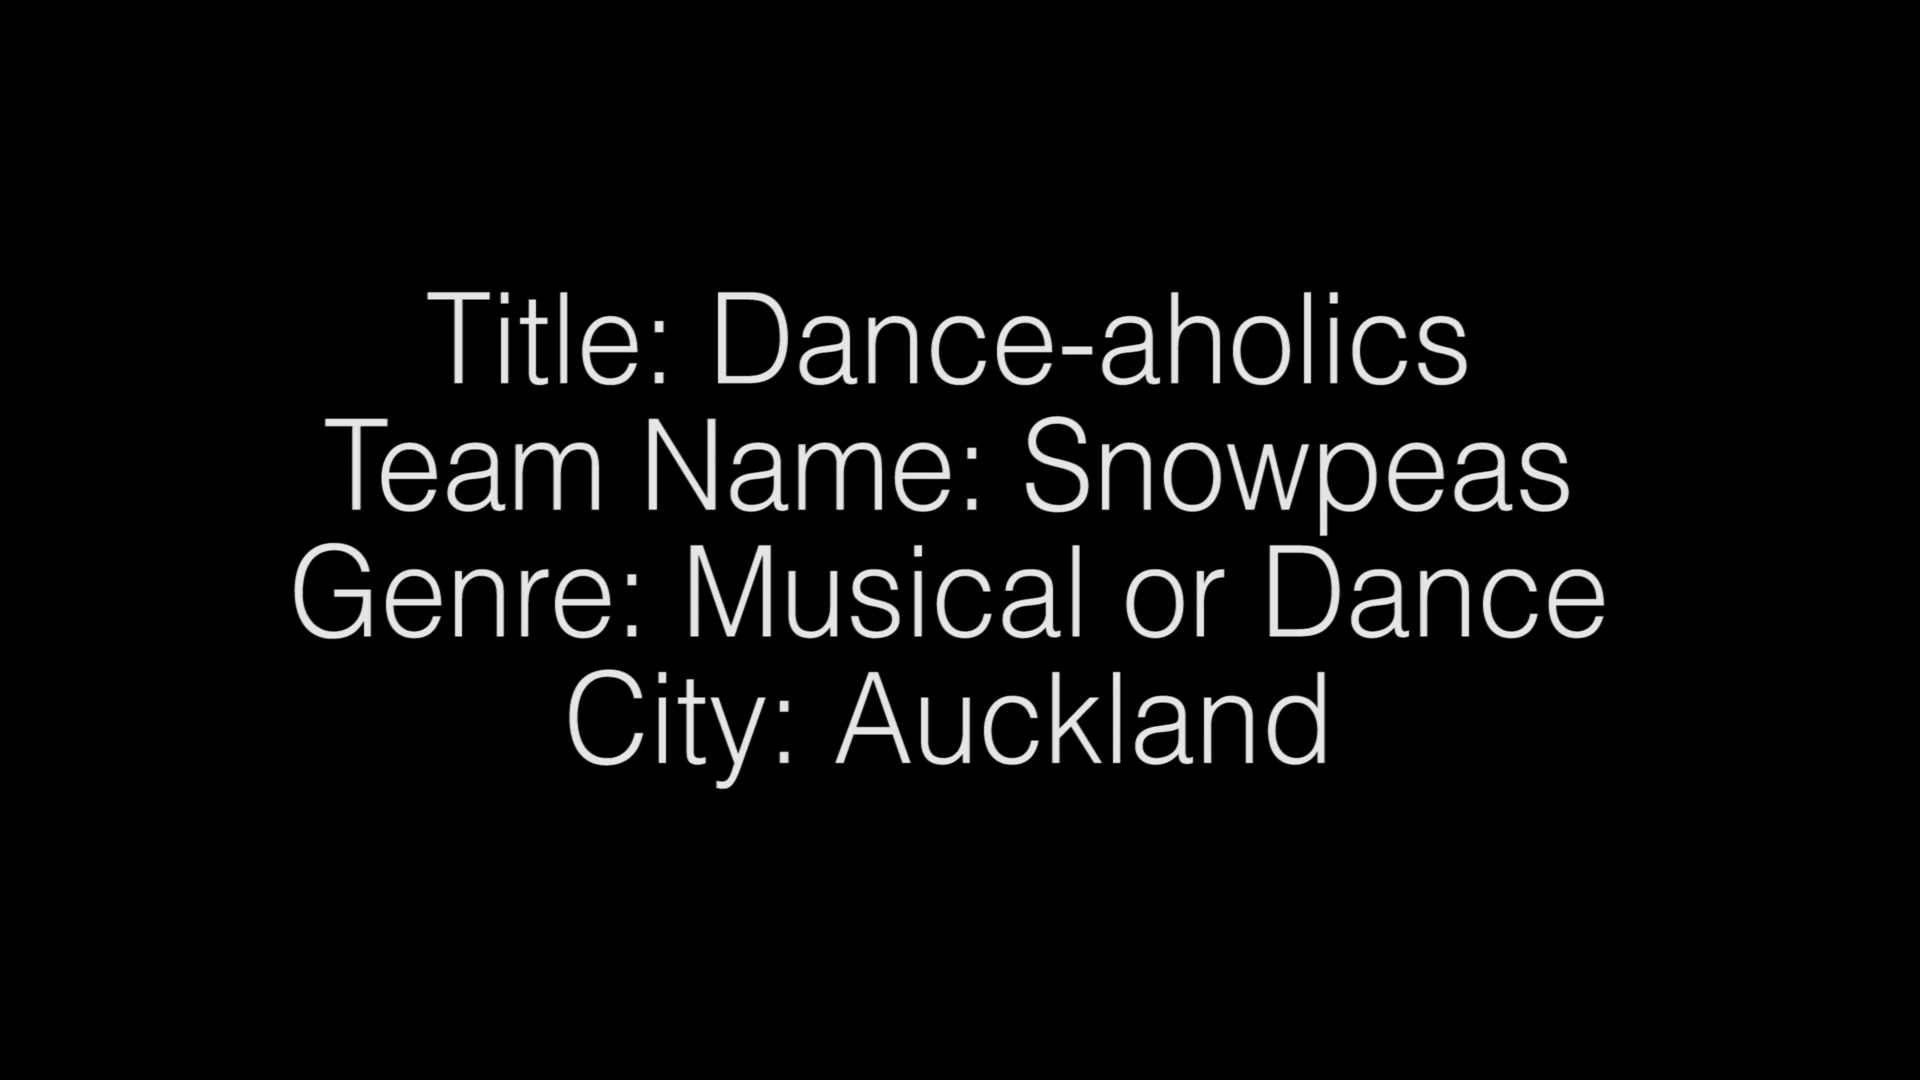 Title: Dance-aholics
Team Name: Snowpeas
Genre: Musical or Dance
City: Auckland